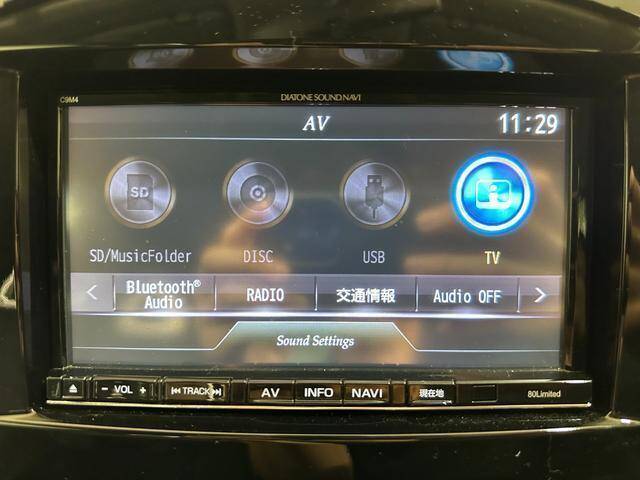 C9M4 DIATONE SOUND NAVI
AV 11:29
SD
SD/MusicFolder DISC USB TV
Bluetooth® Audio RADIO 交通情報 Audio OFF
Sound Settings
- VOL + TRACK AV INFO NAVI 現在地 80Limited